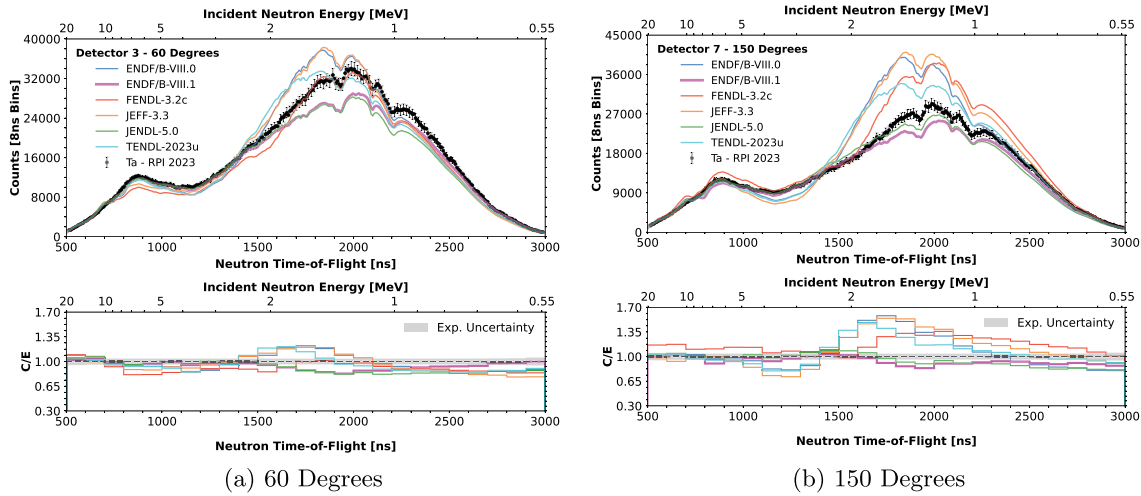 Incident Neutron Energy [MeV]
20 10 5 2 1 0.55
40000
32000
24000
16000
8000
0
Counts [8ns Bins]
Detector 3 - 60 Degrees
ENDF/B-VIII.0
ENDF/B-VIII.1
FENDL-3.2c
JEFF-3.3
JENDL-5.0
TENDL-2023u
Ta - RPI 2023
500 1000 1500 2000 2500 3000
Neutron Time-of-Flight [ns]
Incident Neutron Energy [MeV]
20 10 5 2 1 0.55
1.70
1.35
1.00
0.65
0.30
C/E
Exp. Uncertainty
500 1000 1500 2000 2500 3000
Neutron Time-of-Flight [ns]
(a) 60 Degrees
Incident Neutron Energy [MeV]
20 10 5 2 1 0.55
45000
36000
27000
18000
9000
0
Counts [8ns Bins]
Detector 7 - 150 Degrees
ENDF/B-VIII.0
ENDF/B-VIII.1
FENDL-3.2c
JEFF-3.3
JENDL-5.0
TENDL-2023u
Ta - RPI 2023
500 1000 1500 2000 2500 3000
Neutron Time-of-Flight [ns]
Incident Neutron Energy [MeV]
20 10 5 2 1 0.55
1.70
1.35
1.00
0.65
0.30
C/E
Exp. Uncertainty
500 1000 1500 2000 2500 3000
Neutron Time-of-Flight [ns]
(b) 150 Degrees